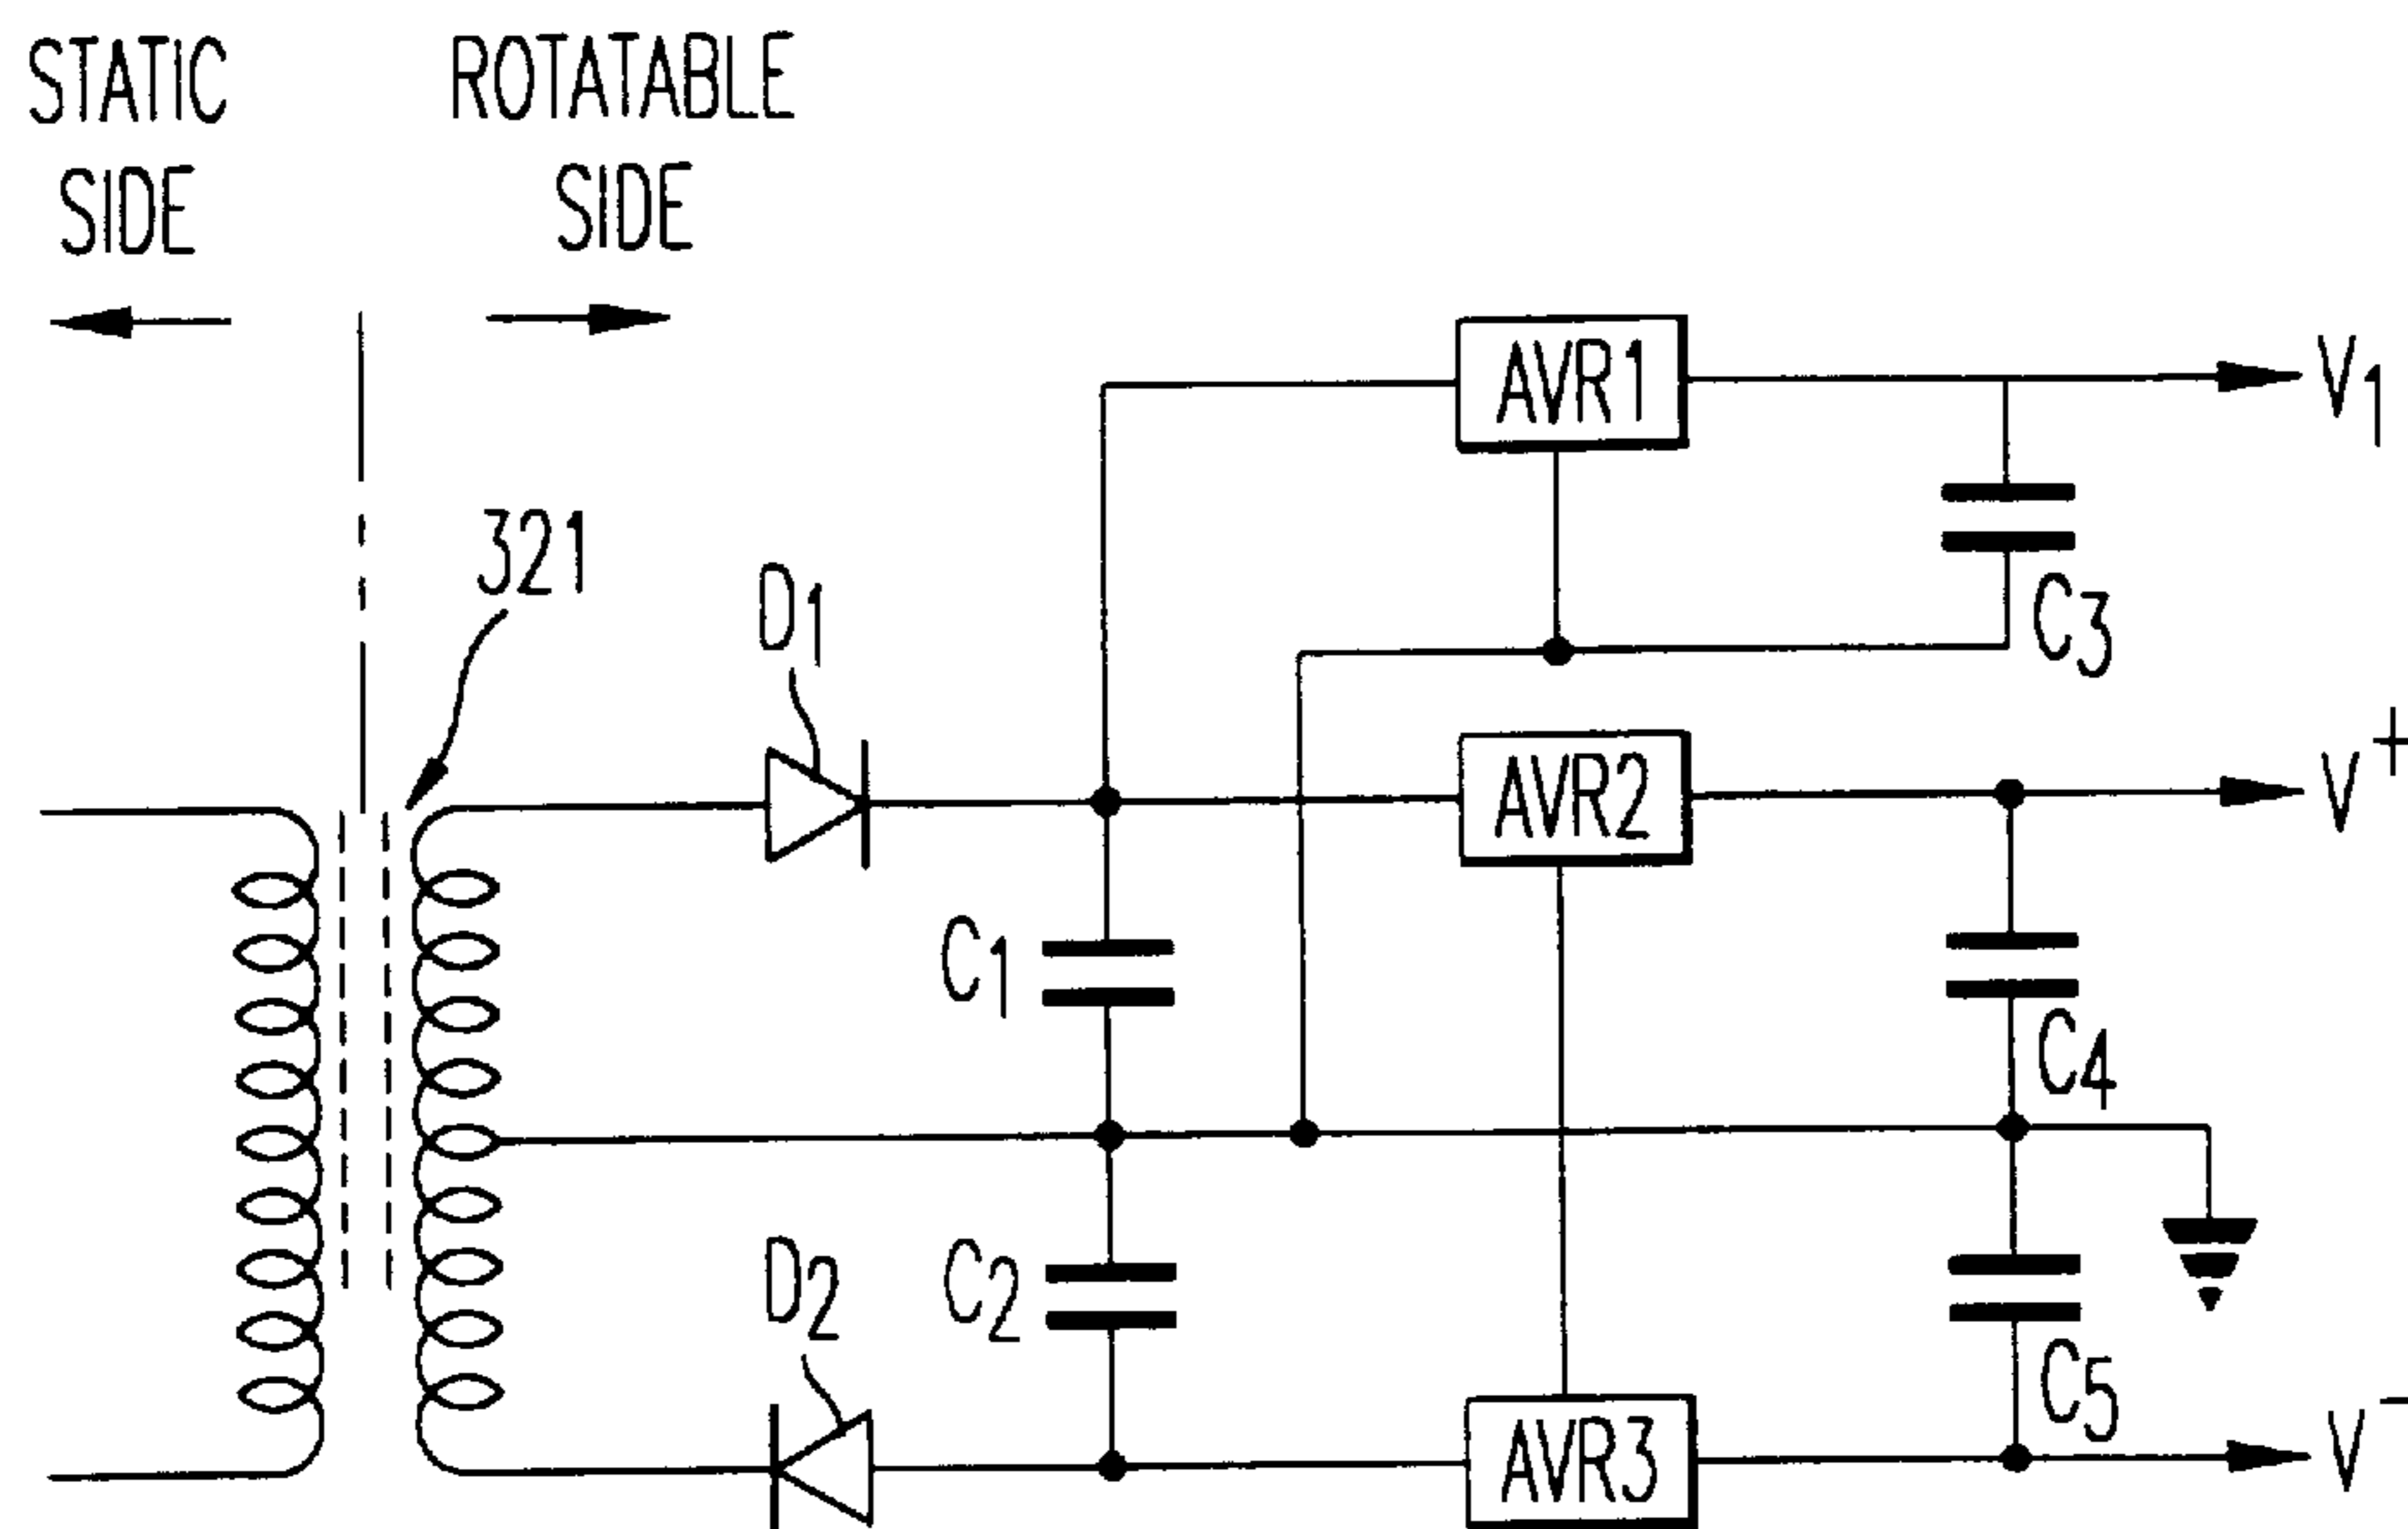 STATIC
SIDE
ROTATABLE
SIDE
AVR1
V1
321
D1
C3
AVR2
V+
C1
C4
D2
C2
C5
AVR3
V-